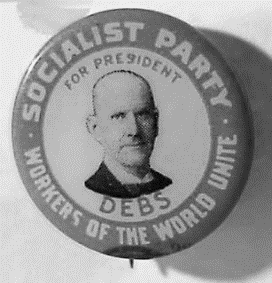 SOCIALIST PARTY
FOR PRESIDENT
DEBS
· WORKERS OF THE WORLD UNITE ·